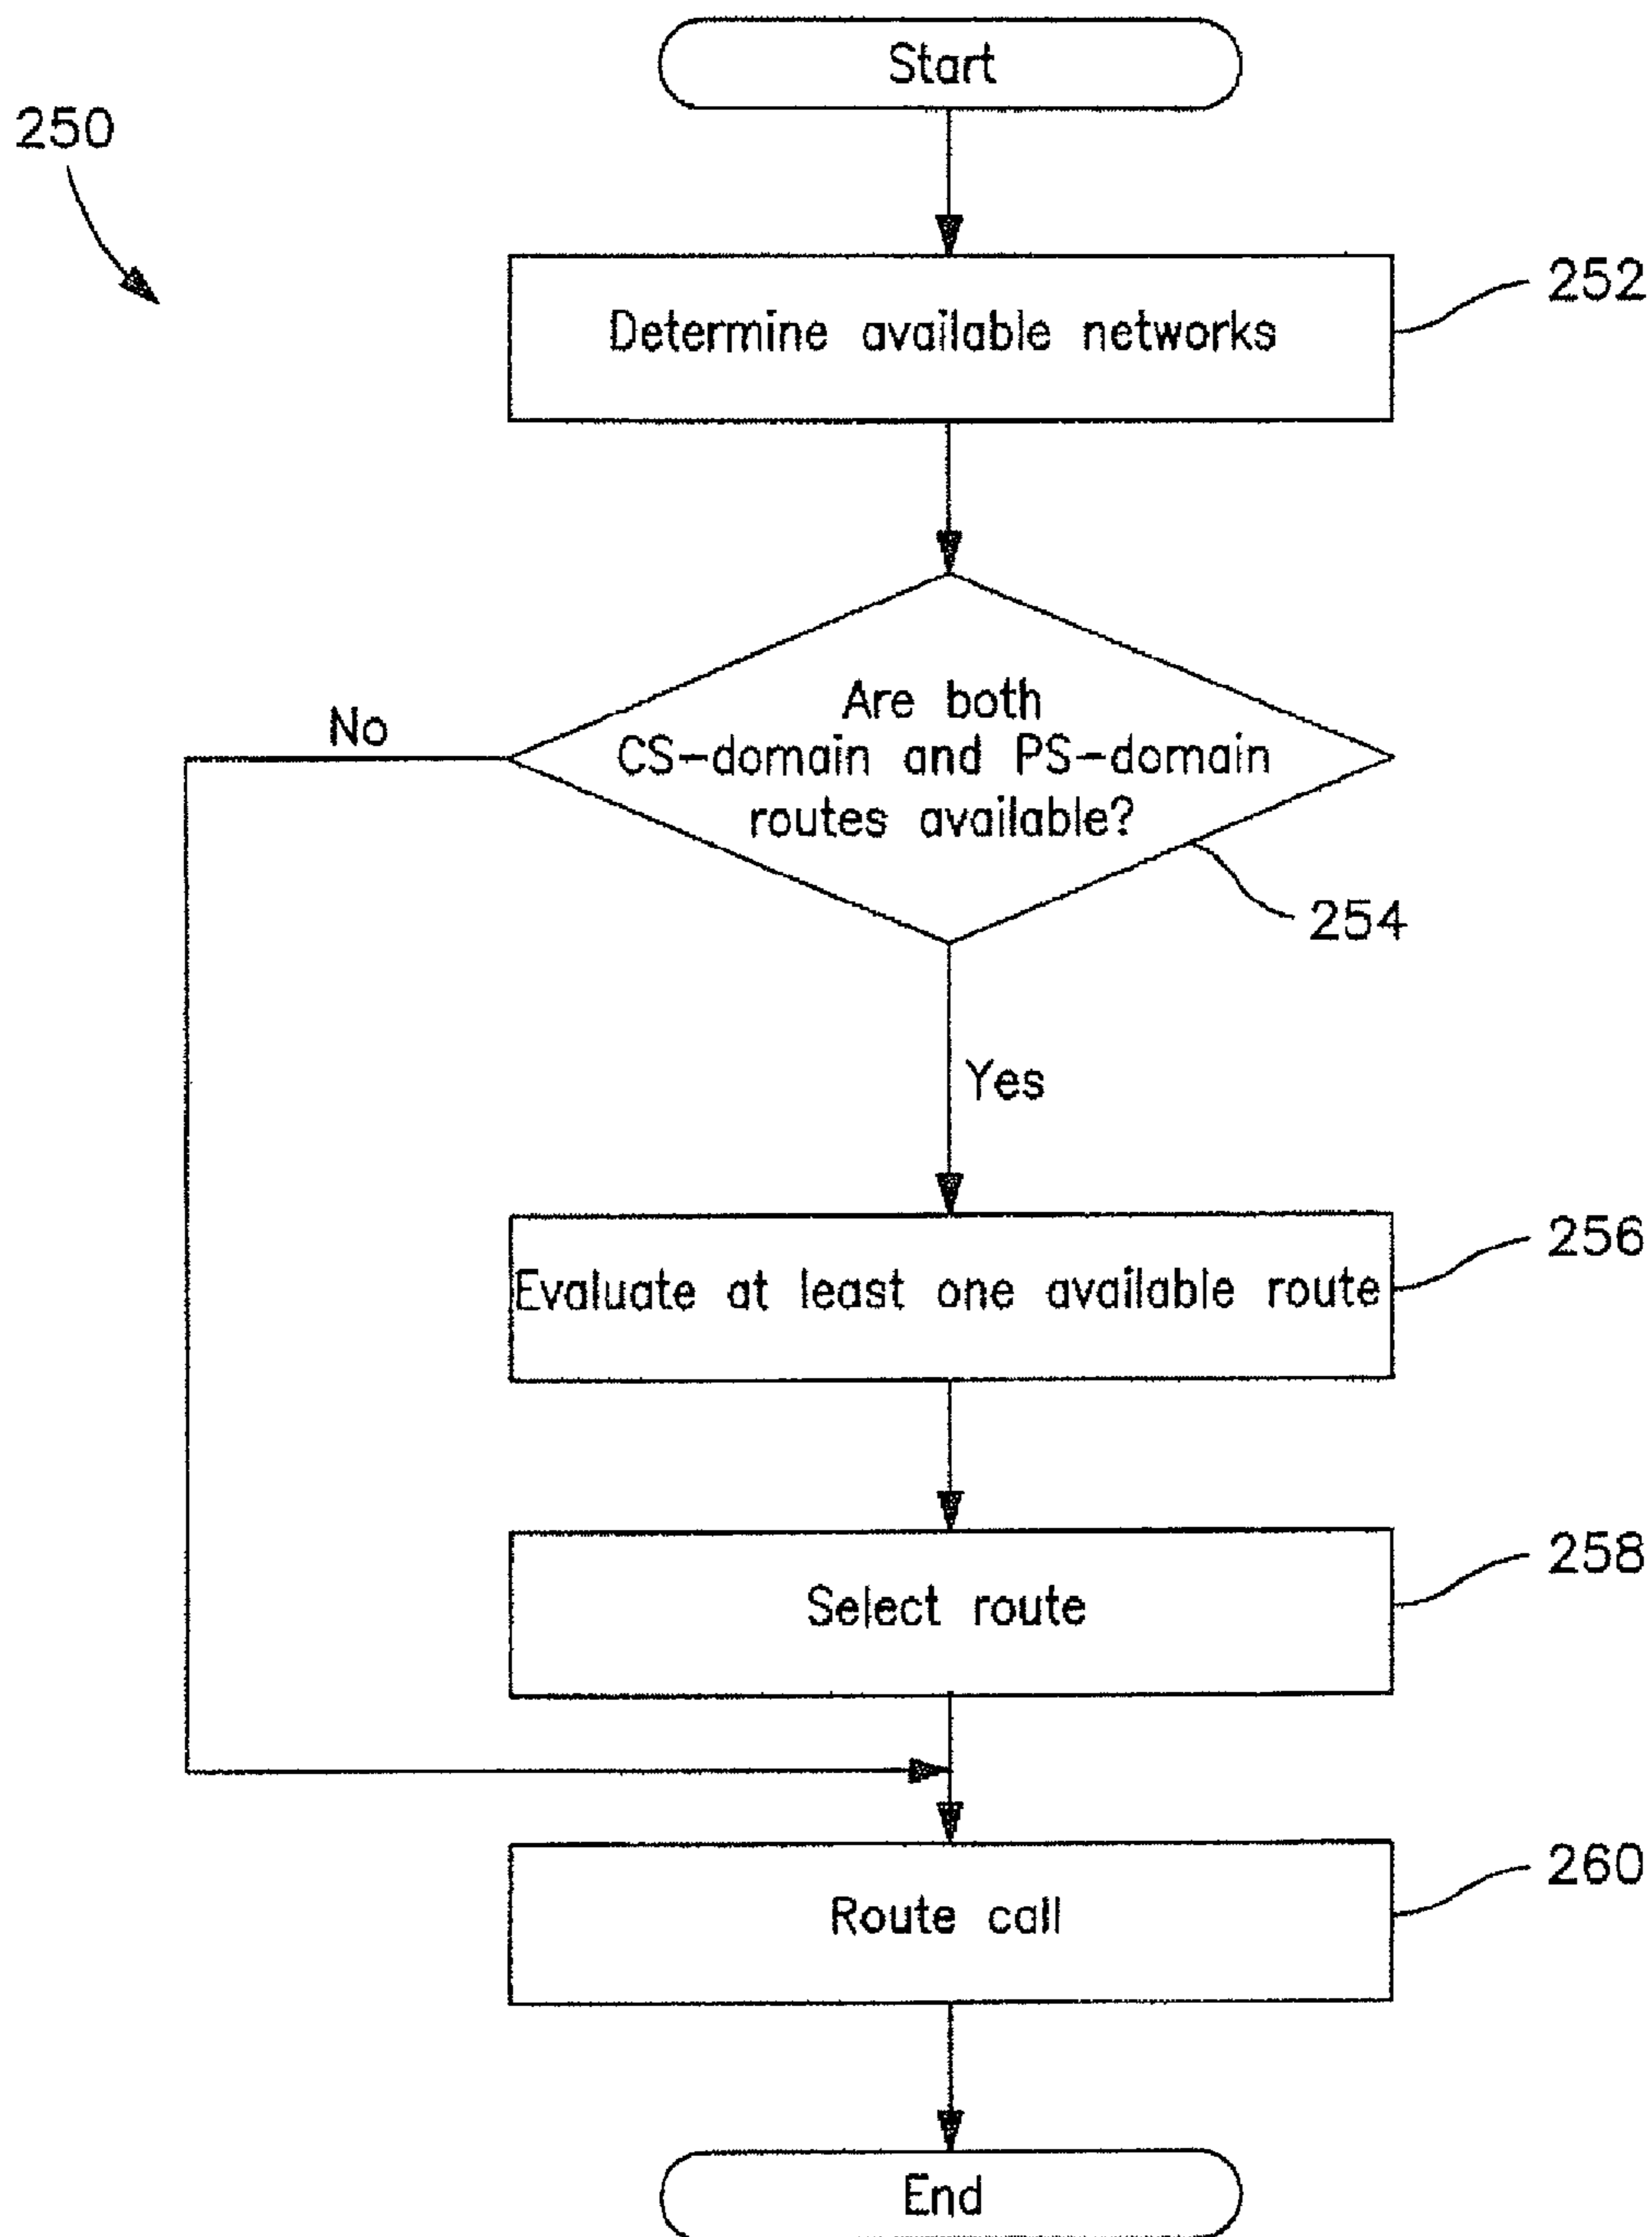 Start
250
Determine available networks
252
Are both
CS-domain and PS-domain
routes available?
No
254
Yes
Evaluate at least one available route
256
Select route
258
Route call
260
End